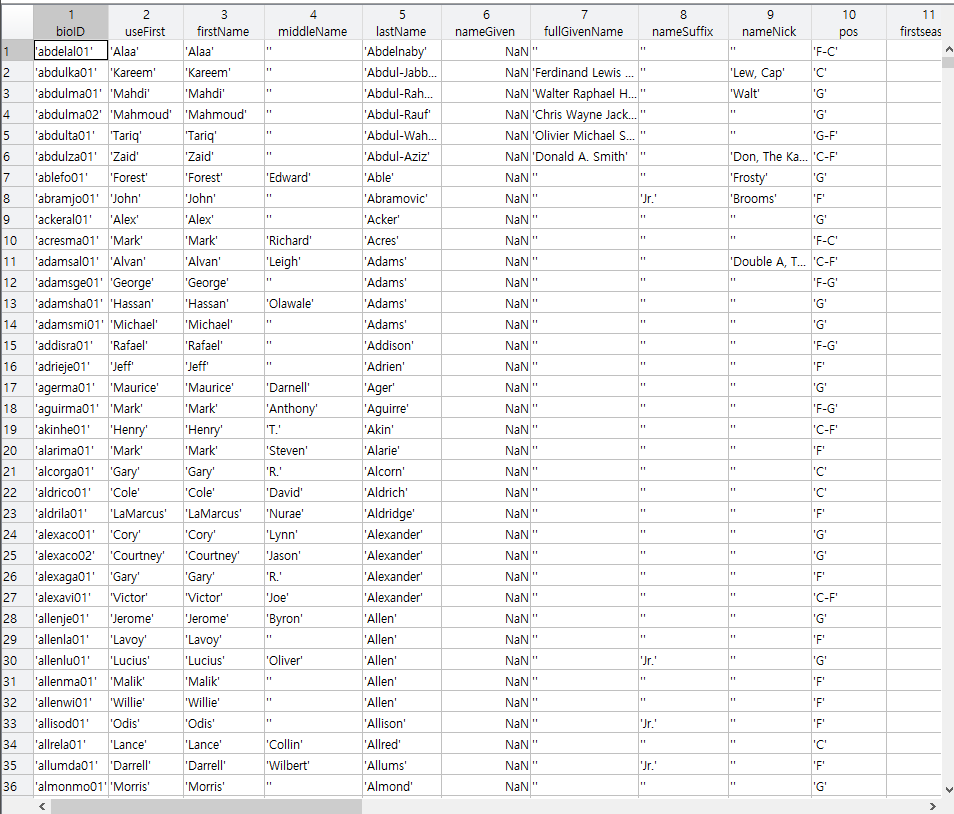 1 2 3 4 5 6 7 8 9 10 11
bioID useFirst firstName middleName lastName nameGiven fullGivenName nameSuffix nameNick pos firstseas
1 'abdelal01' 'Alaa' 'Alaa' '' 'Abdelnaby' NaN '' '' '' 'F-C'
2 'abdulka01' 'Kareem' 'Kareem' '' 'Abdul-Jabb... NaN 'Ferdinand Lewis ... '' 'Lew, Cap' 'C'
3 'abdulma01' 'Mahdi' 'Mahdi' '' 'Abdul-Rah... NaN 'Walter Raphael H... '' 'Walt' 'G'
4 'abdulma02' 'Mahmoud' 'Mahmoud' '' 'Abdul-Rauf' NaN 'Chris Wayne Jack... '' '' 'G'
5 'abdulta01' 'Tariq' 'Tariq' '' 'Abdul-Wah... NaN 'Olivier Michael S... '' '' 'G-F'
6 'abdulza01' 'Zaid' 'Zaid' '' 'Abdul-Aziz' NaN 'Donald A. Smith' '' 'Don, The Ka... 'C-F'
7 'ablefo01' 'Forest' 'Forest' 'Edward' 'Able' NaN '' '' 'Frosty' 'G'
8 'abramjo01' 'John' 'John' '' 'Abramovic' NaN '' 'Jr.' 'Brooms' 'F'
9 'ackeral01' 'Alex' 'Alex' '' 'Acker' NaN '' '' '' 'G'
10 'acresma01' 'Mark' 'Mark' 'Richard' 'Acres' NaN '' '' '' 'F-C'
11 'adamsal01' 'Alvan' 'Alvan' 'Leigh' 'Adams' NaN '' '' 'Double A, T... 'C-F'
12 'adamsge01' 'George' 'George' '' 'Adams' NaN '' '' '' 'F-G'
13 'adamsha01' 'Hassan' 'Hassan' 'Olawale' 'Adams' NaN '' '' '' 'G'
14 'adamsmi01' 'Michael' 'Michael' '' 'Adams' NaN '' '' '' 'G'
15 'addisra01' 'Rafael' 'Rafael' '' 'Addison' NaN '' '' '' 'F-G'
16 'adrieje01' 'Jeff' 'Jeff' '' 'Adrien' NaN '' '' '' 'F'
17 'agerma01' 'Maurice' 'Maurice' 'Darnell' 'Ager' NaN '' '' '' 'G'
18 'aguirma01' 'Mark' 'Mark' 'Anthony' 'Aguirre' NaN '' '' '' 'F-G'
19 'akinhe01' 'Henry' 'Henry' 'T.' 'Akin' NaN '' '' '' 'C-F'
20 'alarima01' 'Mark' 'Mark' 'Steven' 'Alarie' NaN '' '' '' 'F'
21 'alcorga01' 'Gary' 'Gary' 'R.' 'Alcorn' NaN '' '' '' 'C'
22 'aldrico01' 'Cole' 'Cole' 'David' 'Aldrich' NaN '' '' '' 'C'
23 'aldrila01' 'LaMarcus' 'LaMarcus' 'Nurae' 'Aldridge' NaN '' '' '' 'F'
24 'alexaco01' 'Cory' 'Cory' 'Lynn' 'Alexander' NaN '' '' '' 'G'
25 'alexaco02' 'Courtney' 'Courtney' 'Jason' 'Alexander' NaN '' '' '' 'G'
26 'alexaga01' 'Gary' 'Gary' 'R.' 'Alexander' NaN '' '' '' 'F'
27 'alexavi01' 'Victor' 'Victor' 'Joe' 'Alexander' NaN '' '' '' 'C-F'
28 'allenje01' 'Jerome' 'Jerome' 'Byron' 'Allen' NaN '' '' '' 'G'
29 'allenla01' 'Lavoy' 'Lavoy' '' 'Allen' NaN '' '' '' 'F'
30 'allenlu01' 'Lucius' 'Lucius' 'Oliver' 'Allen' NaN '' 'Jr.' '' 'G'
31 'allenma01' 'Malik' 'Malik' '' 'Allen' NaN '' '' '' 'F'
32 'allenwi01' 'Willie' 'Willie' '' 'Allen' NaN '' '' '' 'F'
33 'allisod01' 'Odis' 'Odis' '' 'Allison' NaN '' 'Jr.' '' 'F'
34 'allrela01' 'Lance' 'Lance' 'Collin' 'Allred' NaN '' '' '' 'C'
35 'allumda01' 'Darrell' 'Darrell' 'Wilbert' 'Allums' NaN '' 'Jr.' '' 'F'
36 'almonmo01' 'Morris' 'Morris' '' 'Almond' NaN '' '' '' 'G'